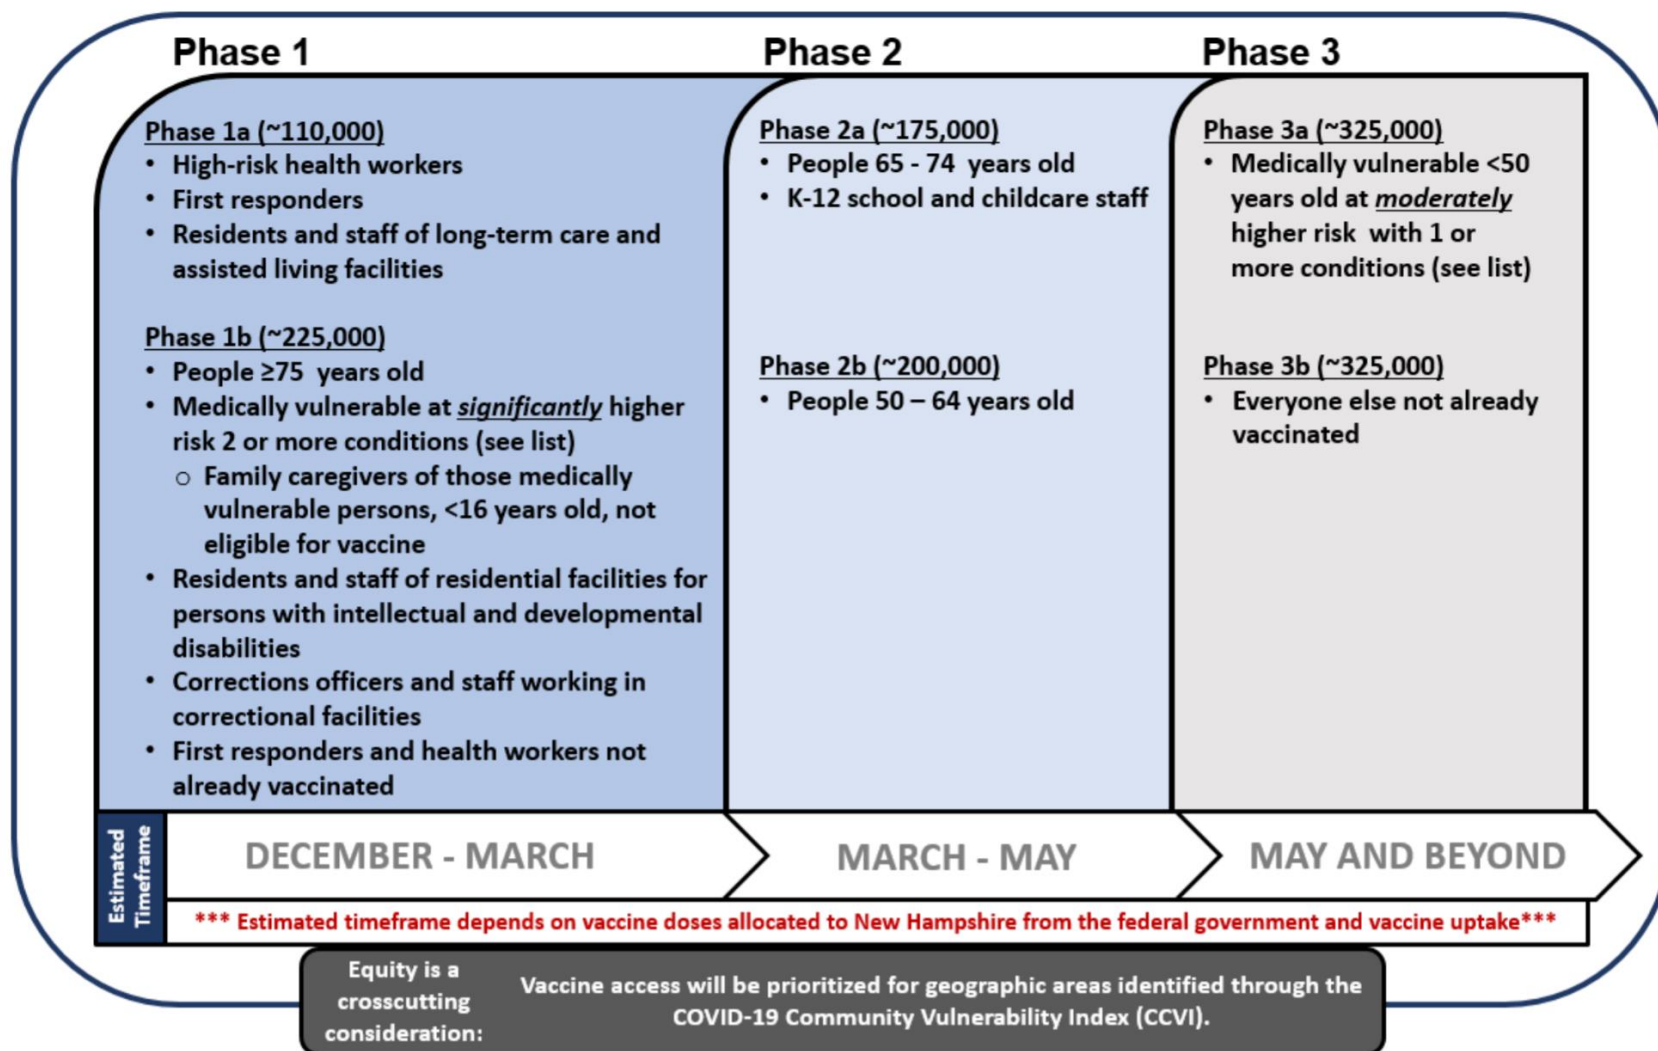 Phase 1
Phase 1a (~110,000)
• High-risk health workers
• First responders
• Residents and staff of long-term care and
assisted living facilities
Phase 1b (~225,000)
• People ≥75 years old
• Medically vulnerable at significantly higher
risk 2 or more conditions (see list)
o Family caregivers of those medically
vulnerable persons, <16 years old, not
eligible for vaccine
• Residents and staff of residential facilities for
persons with intellectual and developmental
disabilities
• Corrections officers and staff working in
correctional facilities
• First responders and health workers not
already vaccinated
Phase 2
Phase 2a (~175,000)
• People 65 - 74 years old
• K-12 school and childcare staff
Phase 2b (~200,000)
• People 50 – 64 years old
Phase 3
Phase 3a (~325,000)
• Medically vulnerable <50
years old at moderately
higher risk with 1 or
more conditions (see list)
Phase 3b (~325,000)
• Everyone else not already
vaccinated
Estimated
Timeframe
DECEMBER - MARCH
MARCH - MAY
MAY AND BEYOND
*** Estimated timeframe depends on vaccine doses allocated to New Hampshire from the federal government and vaccine uptake***
Equity is a
crosscutting
consideration:
Vaccine access will be prioritized for geographic areas identified through the
COVID-19 Community Vulnerability Index (CCVI).